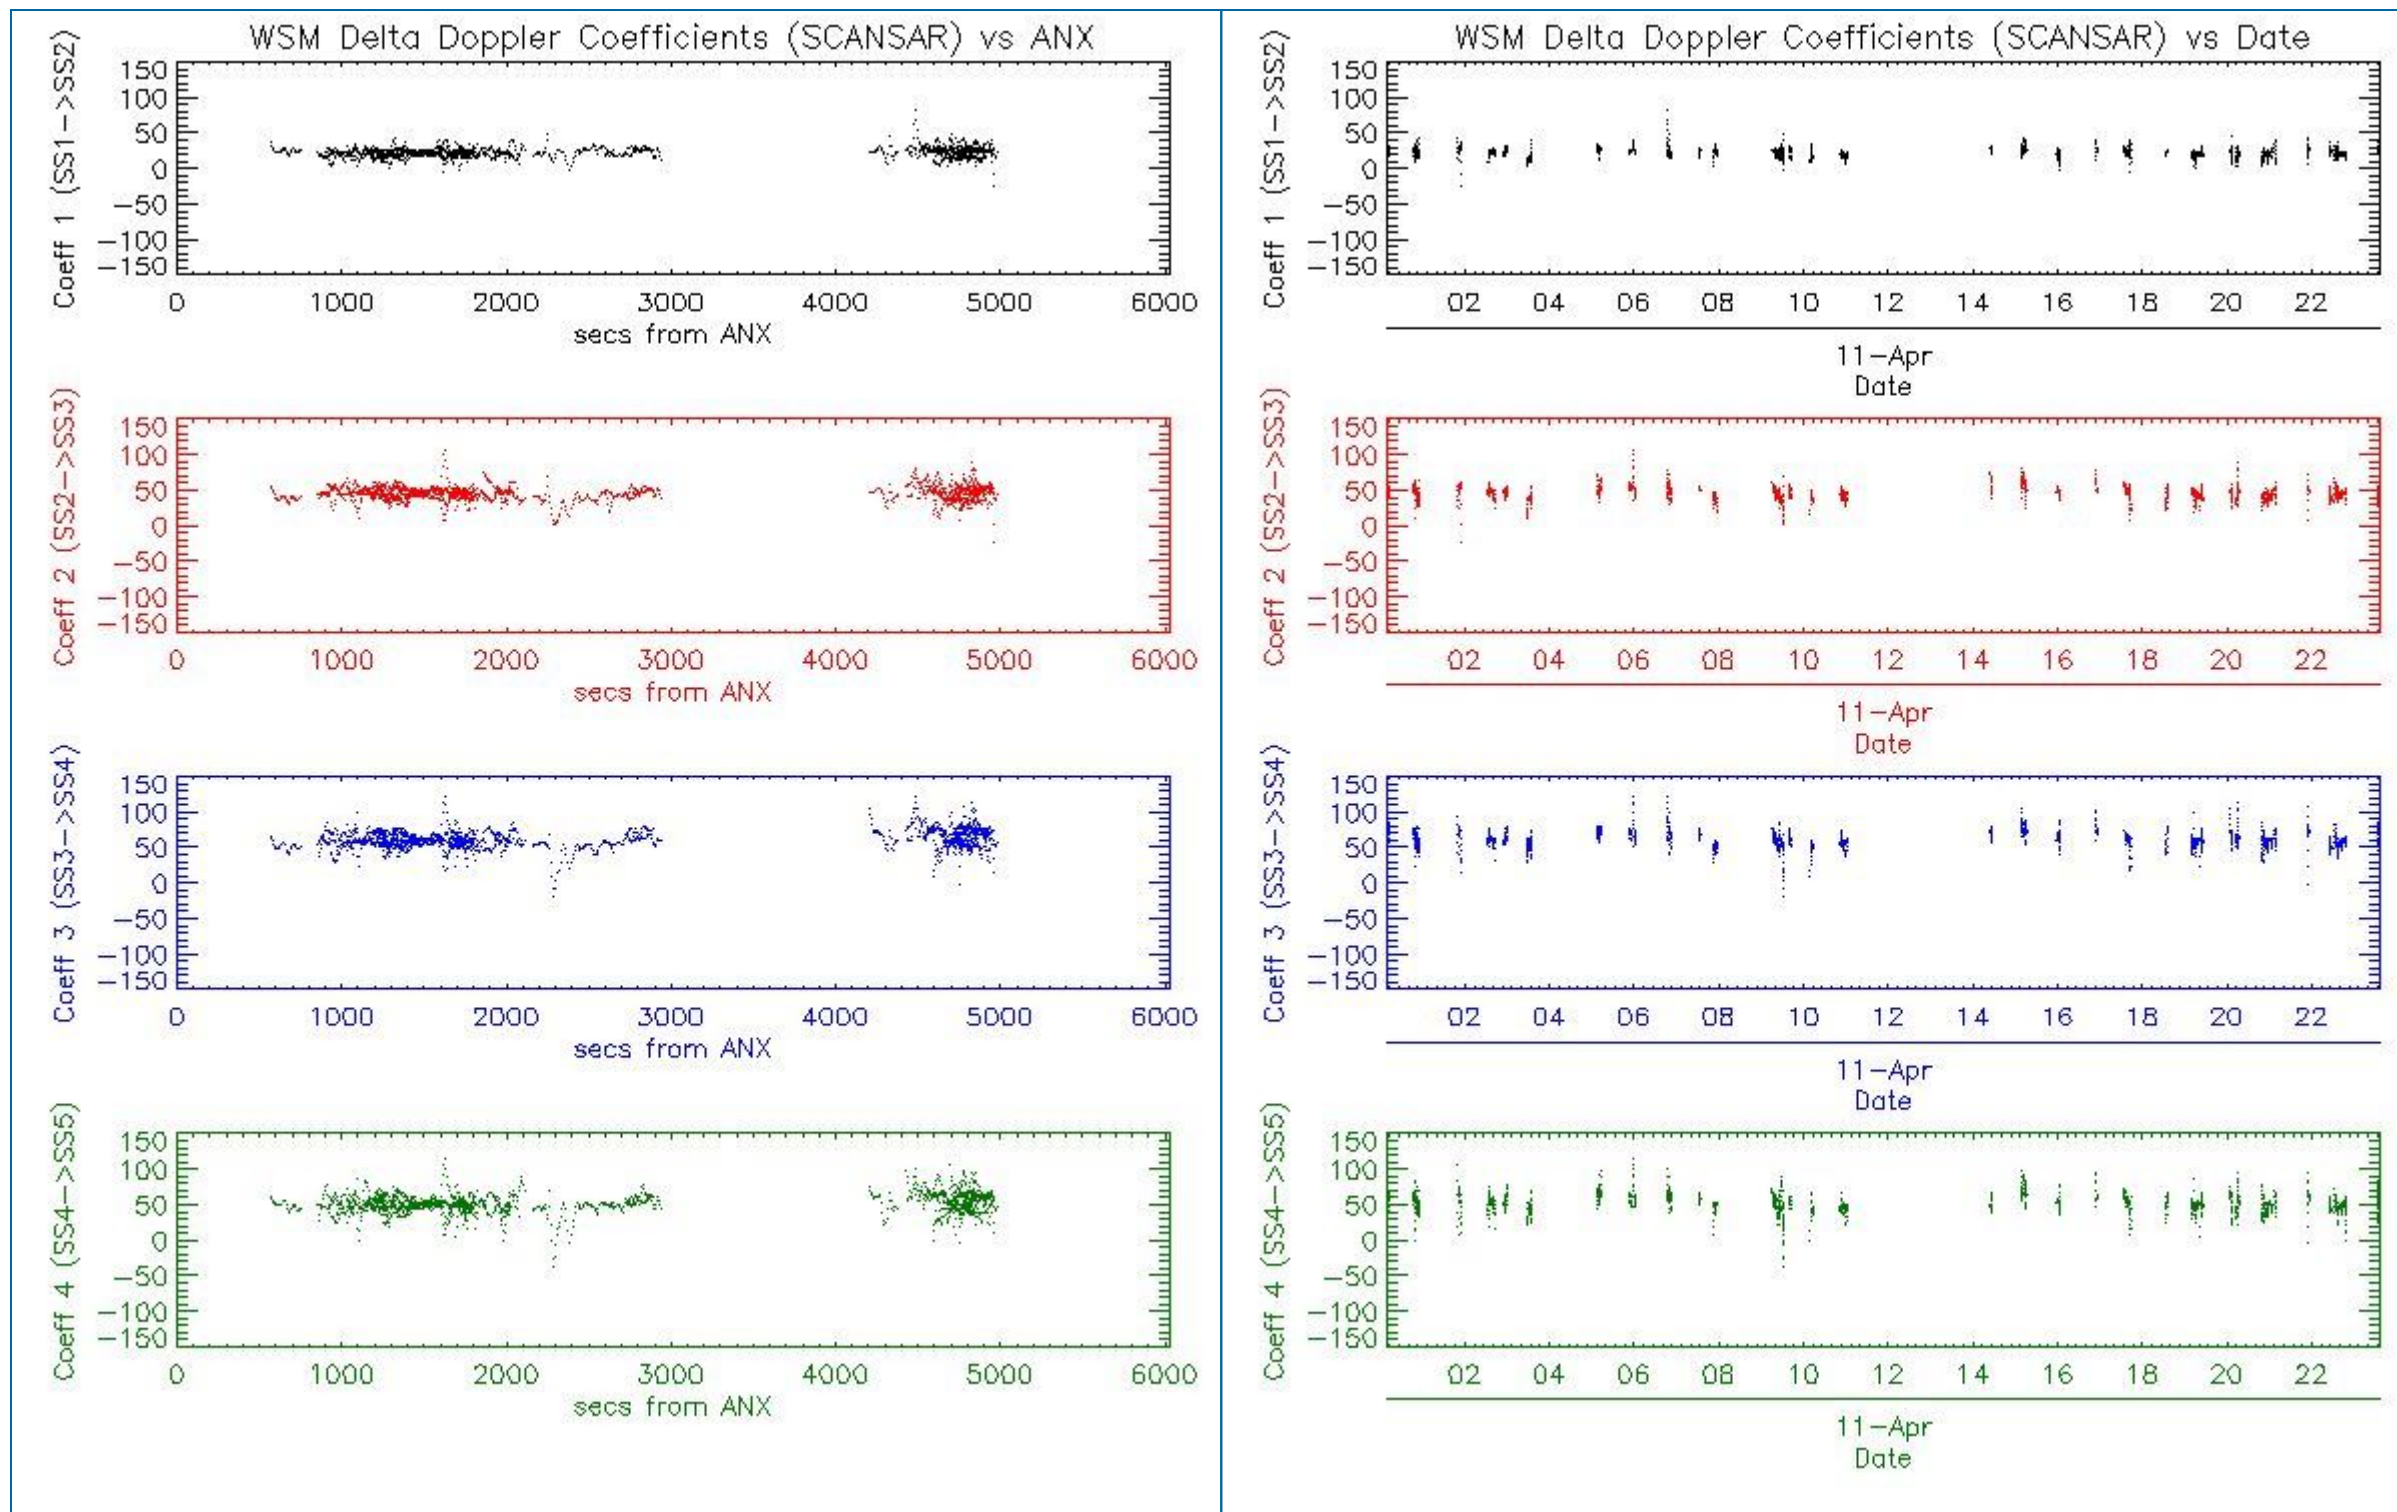 WSM Delta Doppler Coefficients (SCANSAR) vs ANX
Coeff 1 (SS1->SS2)
150
100
50
0
-50
-100
-150
0 1000 2000 3000 4000 5000 6000
secs from ANX
Coeff 2 (SS2->SS3)
150
100
50
0
-50
-100
-150
0 1000 2000 3000 4000 5000 6000
secs from ANX
Coeff 3 (SS3->SS4)
150
100
50
0
-50
-100
-150
0 1000 2000 3000 4000 5000 6000
secs from ANX
Coeff 4 (SS4->SS5)
150
100
50
0
-50
-100
-150
0 1000 2000 3000 4000 5000 6000
secs from ANX
WSM Delta Doppler Coefficients (SCANSAR) vs Date
Coeff 1 (SS1->SS2)
150
100
50
0
-50
-100
-150
02 04 06 08 10 12 14 16 18 20 22
11-Apr
Date
Coeff 2 (SS2->SS3)
150
100
50
0
-50
-100
-150
02 04 06 08 10 12 14 16 18 20 22
11-Apr
Date
Coeff 3 (SS3->SS4)
150
100
50
0
-50
-100
-150
02 04 06 08 10 12 14 16 18 20 22
11-Apr
Date
Coeff 4 (SS4->SS5)
150
100
50
0
-50
-100
-150
02 04 06 08 10 12 14 16 18 20 22
11-Apr
Date